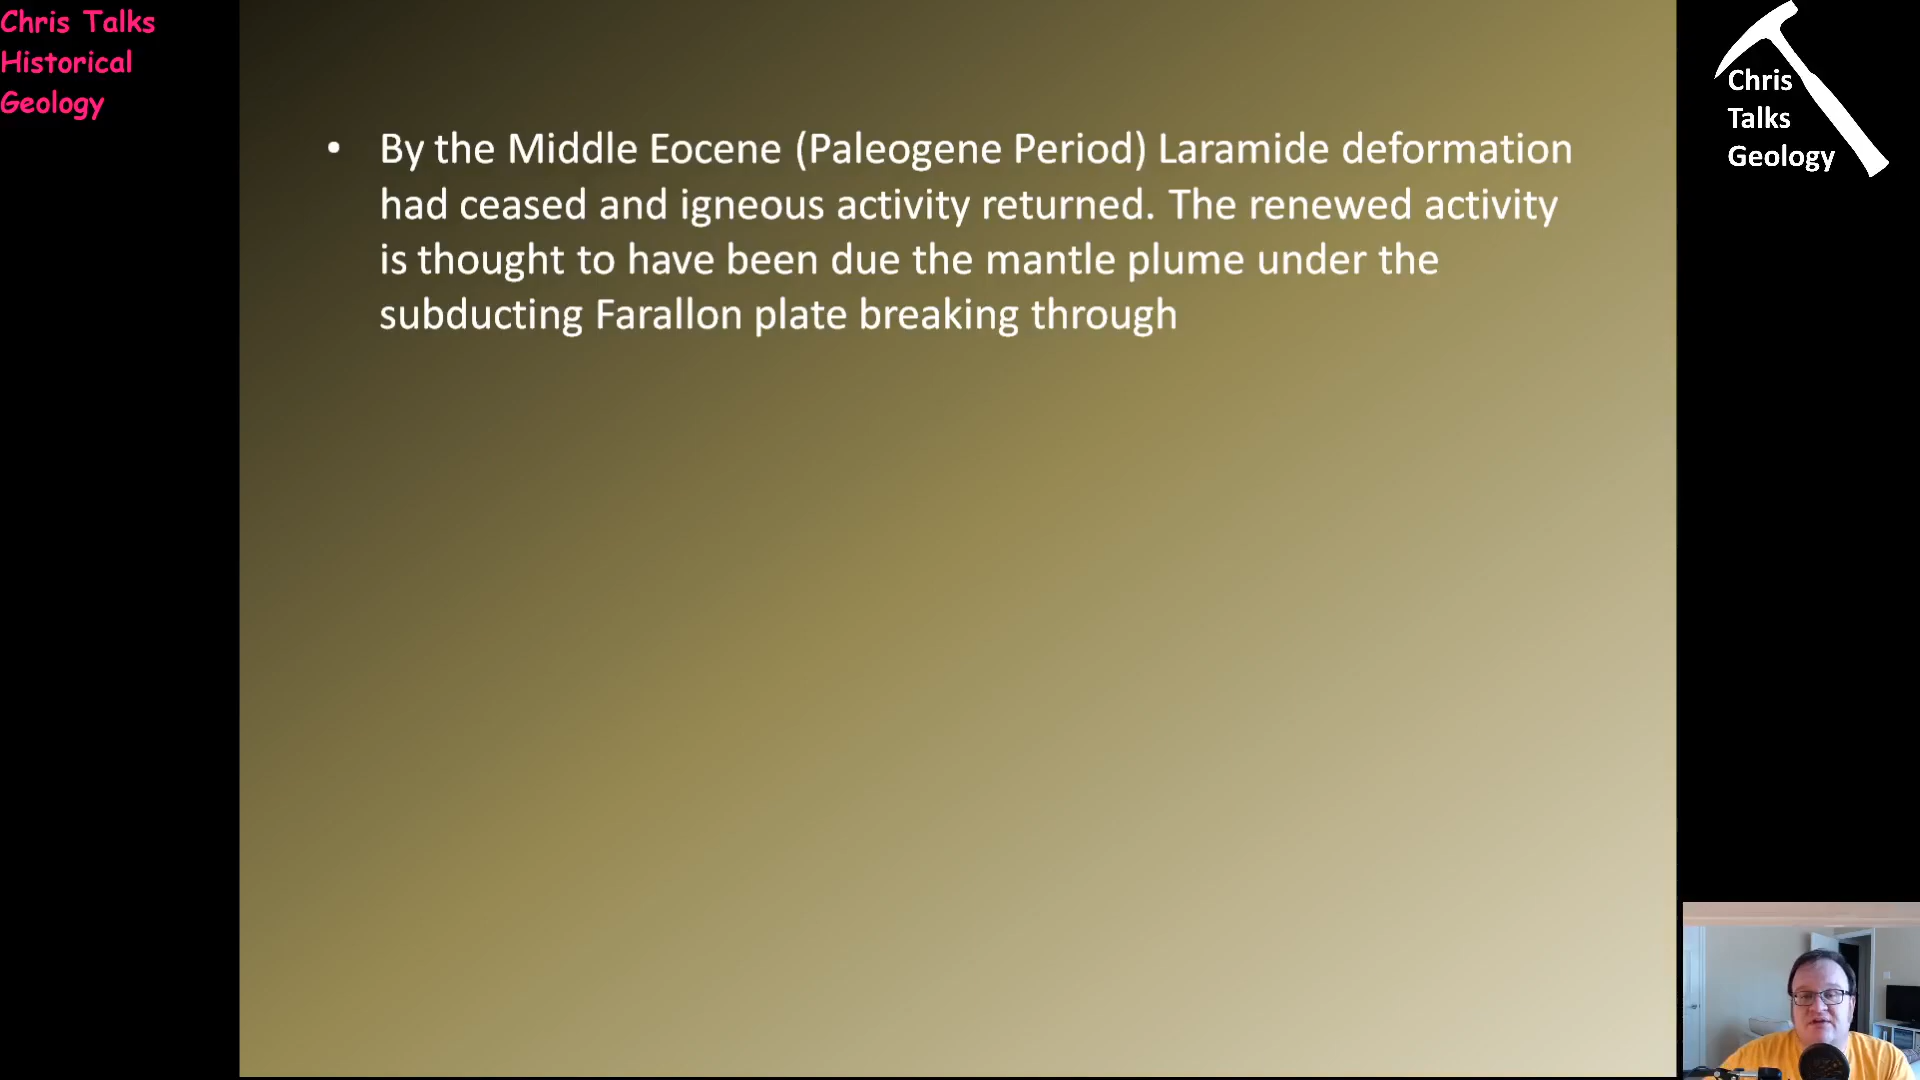 Chris Talks
Historical
Geology
• By the Middle Eocene (Paleogene Period) Laramide deformation
had ceased and igneous activity returned. The renewed activity
is thought to have been due the mantle plume under the
subducting Farallon plate breaking through
Chris
Talks
Geology